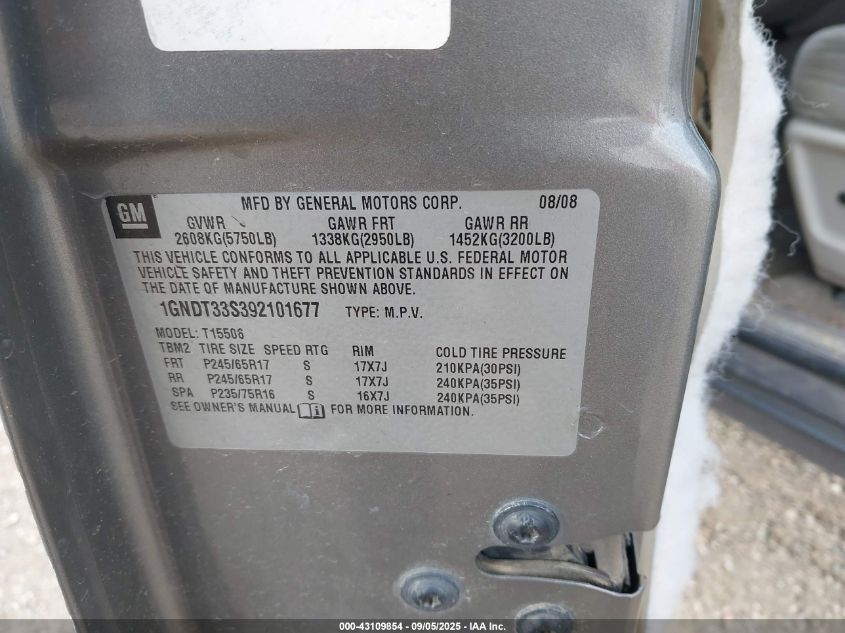 GM
MFD BY GENERAL MOTORS CORP. 08/08
GVWR GAWR FRT GAWR RR
2608KG(5750LB) 1338KG(2950LB) 1452KG(3200LB)
THIS VEHICLE CONFORMS TO ALL APPLICABLE U.S. FEDERAL MOTOR
VEHICLE SAFETY AND THEFT PREVENTION STANDARDS IN EFFECT ON
THE DATE OF MANUFACTURE SHOWN ABOVE.
1GNDT33S392101677 TYPE: M.P.V.
MODEL: T15506
TBM2 TIRE SIZE SPEED RTG RIM COLD TIRE PRESSURE
FRT P245/65R17 S 17X7J 210KPA(30PSI)
RR P245/65R17 S 17X7J 240KPA(35PSI)
SPA P235/75R16 S 16X7J 240KPA(35PSI)
SEE OWNER'S MANUAL FOR MORE INFORMATION.
000-43109854 - 09/05/2025 - IAA Inc.